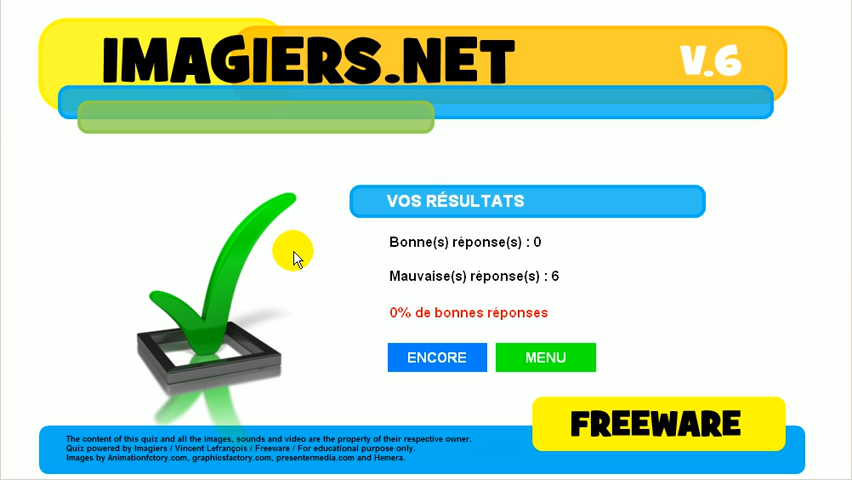 IMAGIERS.NET
V.6
VOS RÉSULTATS
Bonne(s) réponse(s) : 0
Mauvaise(s) réponse(s) : 6
0% de bonnes réponses
ENCORE
MENU
FREEWARE
The content of this quiz and all the images, sounds and video are the property of their respective owner.
Quiz powered by Imagiers / Vincent Lefrançois / Freeware / For educational purpose only.
Images by Animationfctory.com, graphicsfactory.com, presentermedia.com and Hemera.